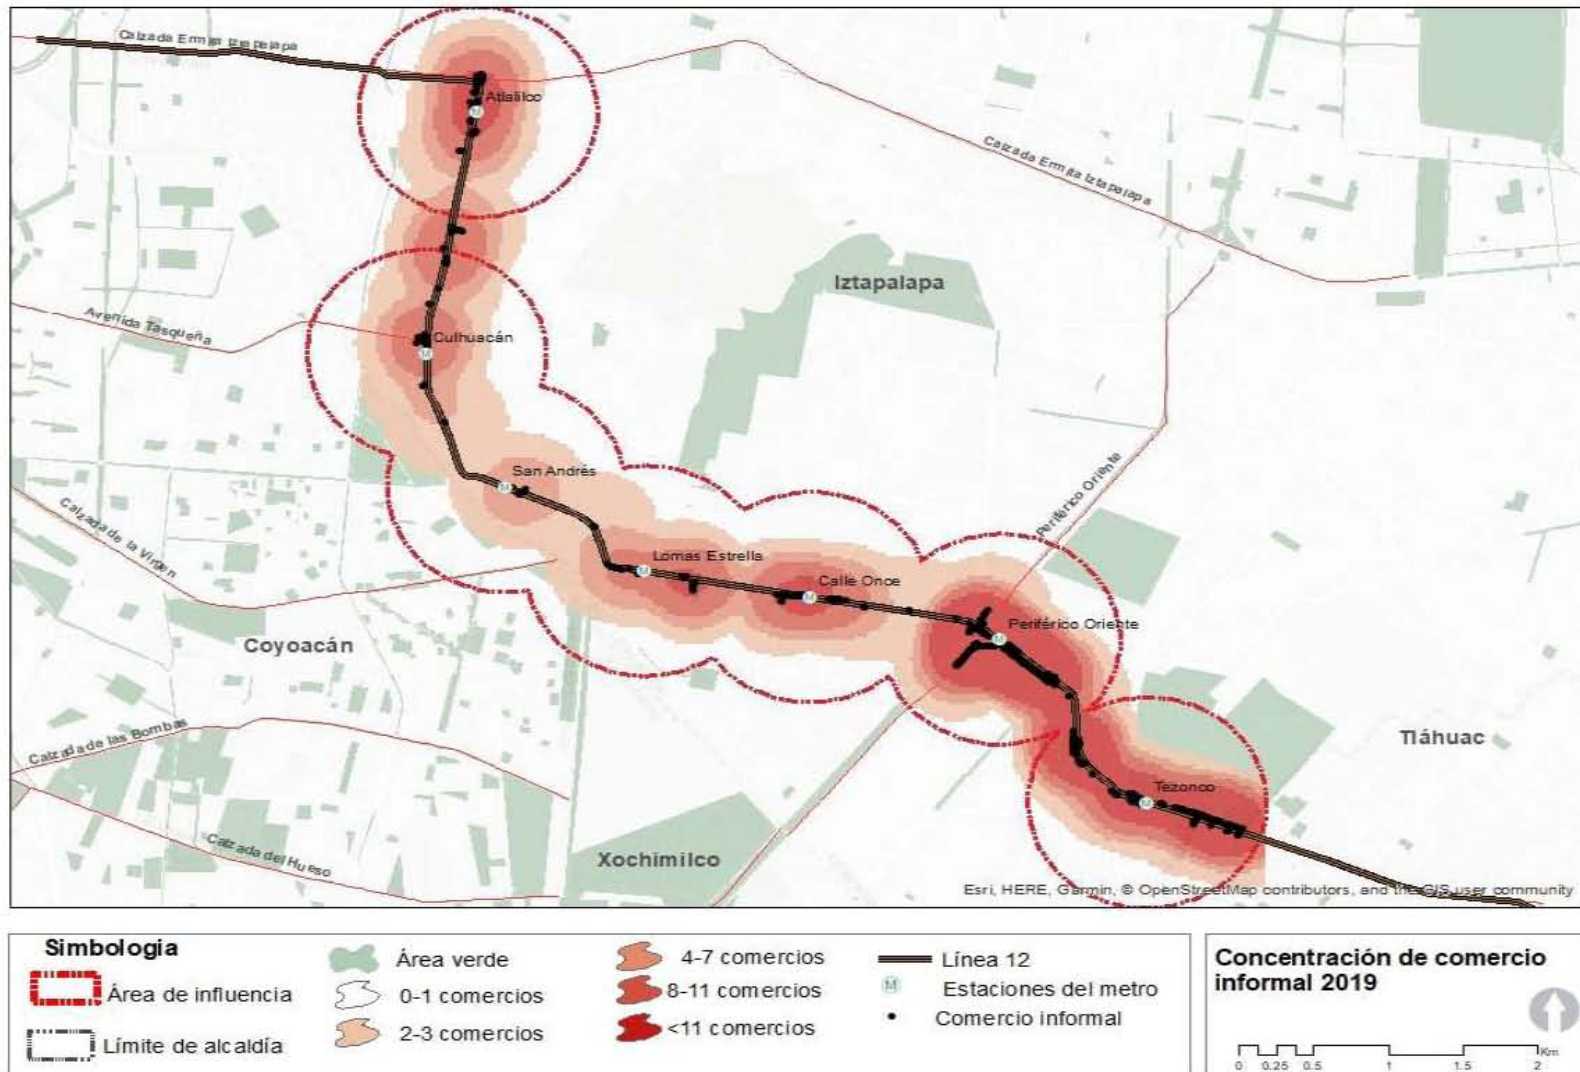 Calzada Ermita Iztapalapa
Atlalilco
Calzada Ermita Iztapalapa
Iztapalapa
Avenida Tasqueña
Culhuacán
San Andrés
Periférico Oriente
Calzada de la Virgen
Lomas Estrella
Calle Once
Periférico Oriente
Coyoacán
Calzada de las Bombas
Tláhuac
Tezonco
Calzada del Hueso
Xochimilco
Esri, HERE, Garmin, © OpenStreetMap contributors, and the GIS user community
Simbología
Área de influencia
Límite de alcaldía
Área verde
0-1 comercios
2-3 comercios
4-7 comercios
8-11 comercios
<11 comercios
Línea 12
M Estaciones del metro
Comercio informal
Concentración de comercio
informal 2019
Km
0 0.25 0.5 1 1.5 2